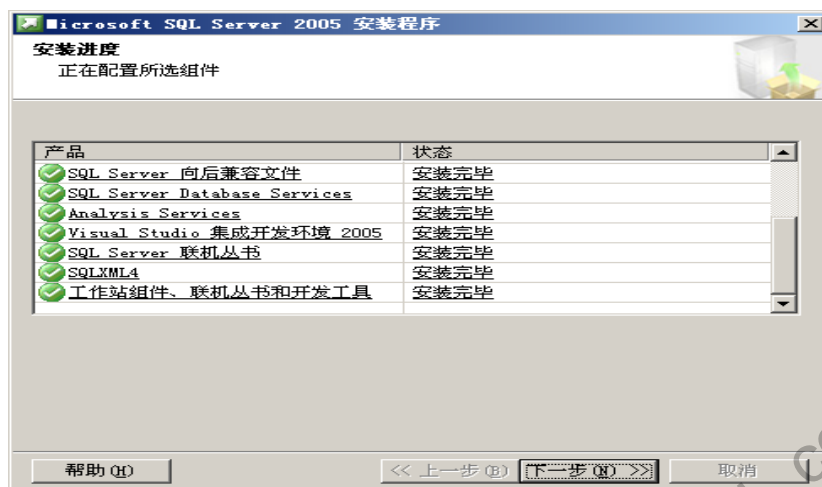 Microsoft SQL Server 2005 安装程序
安装进度
正在配置所选组件
产品 状态
SQL Server 向后兼容文件 安装完毕
SQL Server Database Services 安装完毕
Analysis Services 安装完毕
Visual Studio 集成开发环境 2005 安装完毕
SQL Server 联机丛书 安装完毕
SQLXML4 安装完毕
工作站组件、联机丛书和开发工具 安装完毕
帮助(H) << 上一步(B) 下一步(N) >> 取消